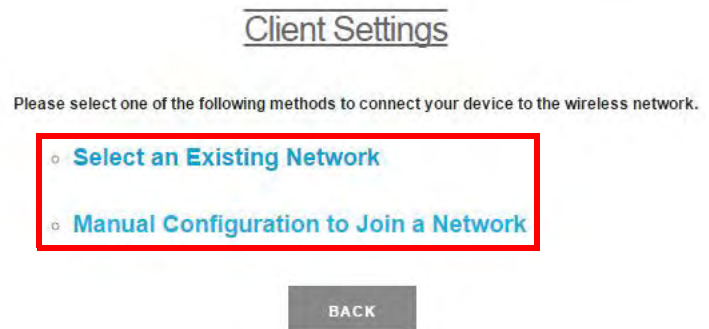 Client Settings
Please select one of the following methods to connect your device to the wireless network.
Select an Existing Network
Manual Configuration to Join a Network
BACK